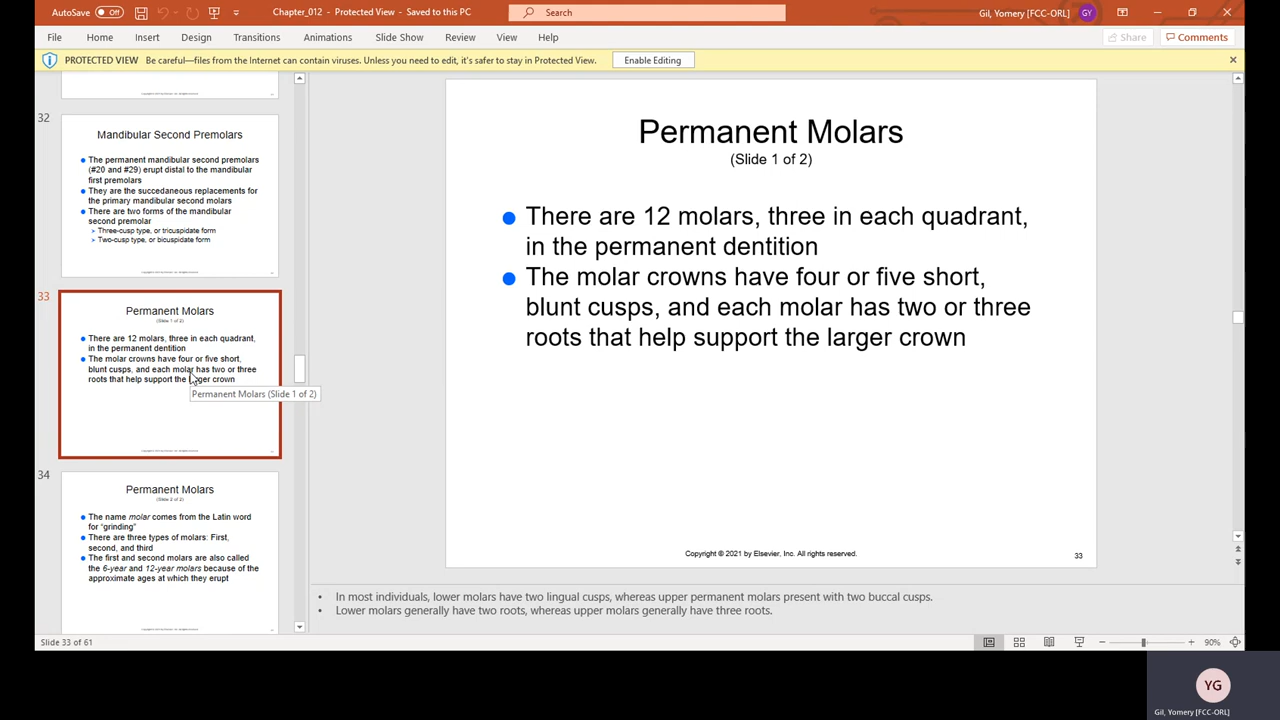 AutoSave Off Chapter_012 - Protected View - Saved to this PC Search Gil, Yomery [FCC-ORL] GY
File Home Insert Design Transitions Animations Slide Show Review View Help Share Comments
PROTECTED VIEW Be careful—files from the Internet can contain viruses. Unless you need to edit, it's safer to stay in Protected View. Enable Editing
32
Mandibular Second Premolars
The permanent mandibular second premolars
(#20 and #29) erupt distal to the mandibular
first premolars
They are the succedaneous replacements for
the primary mandibular second molars
There are two forms of the mandibular
second premolar
Three-cusp type, or tricuspidate form
Two-cusp type, or bicuspidate form
33
Permanent Molars
(Slide 1 of 2)
There are 12 molars, three in each quadrant,
in the permanent dentition
The molar crowns have four or five short,
blunt cusps, and each molar has two or three
roots that help support the larger crown
Permanent Molars (Slide 1 of 2)
34
Permanent Molars
(Slide 2 of 2)
The name molar comes from the Latin word
for "grinding"
There are three types of molars: First,
second, and third
The first and second molars are also called
the 6-year and 12-year molars because of the
approximate ages at which they erupt
Permanent Molars
(Slide 1 of 2)
There are 12 molars, three in each quadrant,
in the permanent dentition
The molar crowns have four or five short,
blunt cusps, and each molar has two or three
roots that help support the larger crown
Copyright © 2021 by Elsevier, Inc. All rights reserved. 33
• In most individuals, lower molars have two lingual cusps, whereas upper permanent molars present with two buccal cusps.
• Lower molars generally have two roots, whereas upper molars generally have three roots.
Slide 33 of 61 90%
YG
Gil, Yomery [FCC-ORL]